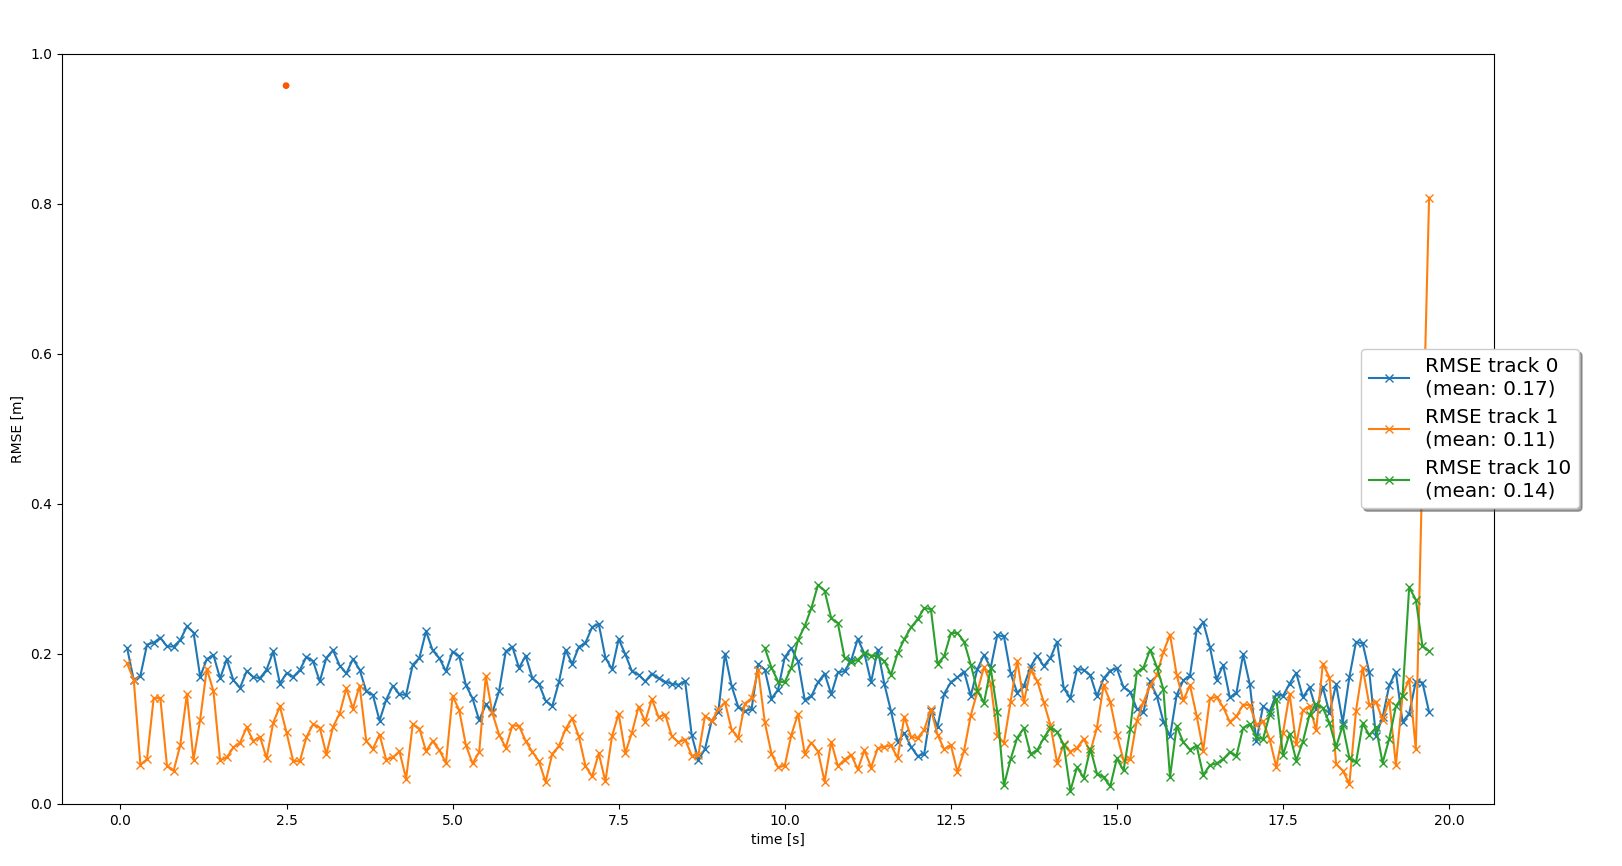 1.0
0.8
0.6
0.4
0.2
0.0
RMSE [m]
0.0 2.5 5.0 7.5 10.0 12.5 15.0 17.5 20.0
time [s]
RMSE track 0
(mean: 0.17)
RMSE track 1
(mean: 0.11)
RMSE track 10
(mean: 0.14)